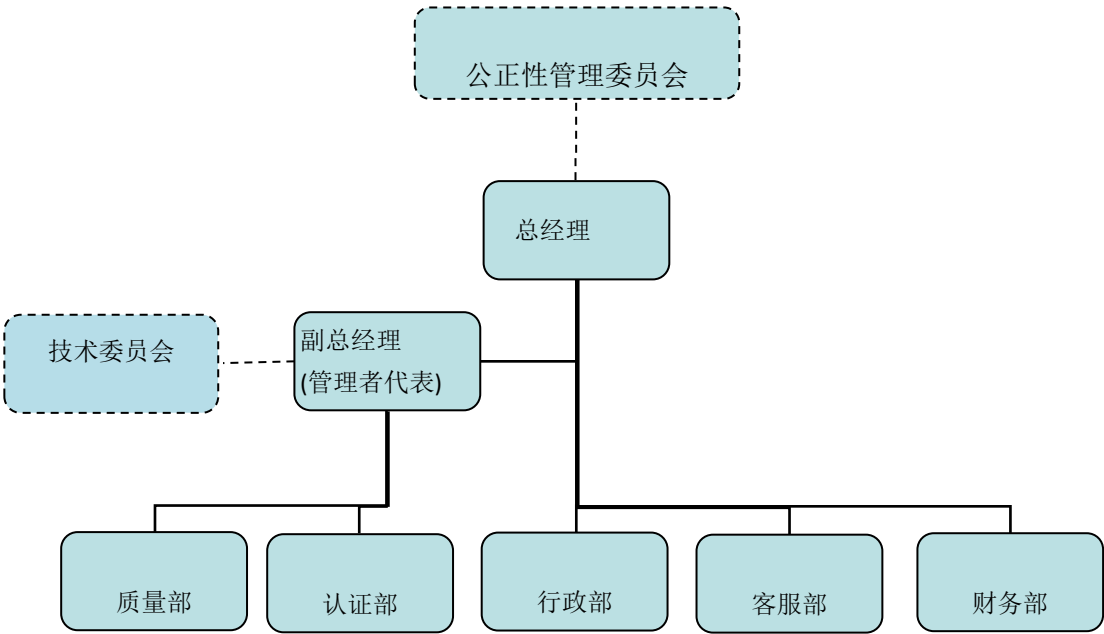 公正性管理委员会
总经理
技术委员会
副总经理
(管理者代表)
质量部
认证部
行政部
客服部
财务部